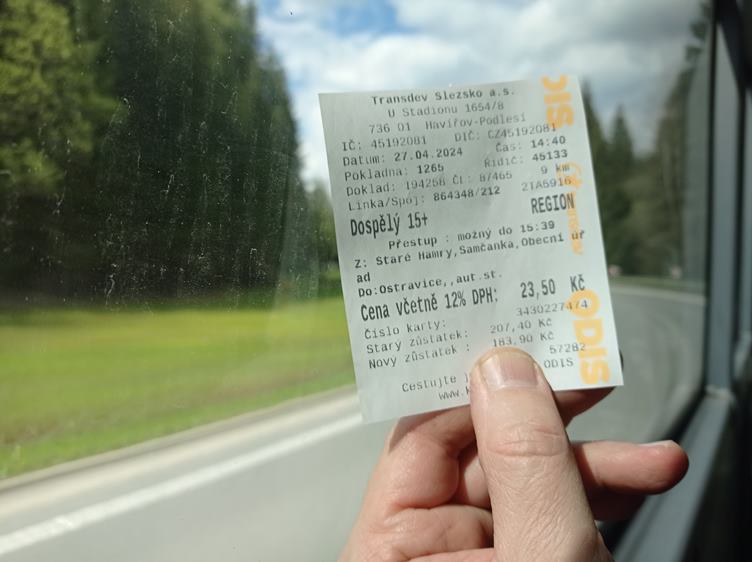 Transdev Slezsko a.s.
U Stadionu 1654/8
736 01 Havířov-Podlesí
IČ: 45192081 DIČ: CZ45192081
Datum: 27.04.2024 Čas: 14:40
Pokladna: 1265 Řidič: 45133
Doklad: 194258 ČL: 8/465 9 km
Linka/Spoj: 864348/212 2TA5916
Dospělý 15+ REGION
Přestup : možný do 15:39
Z: Staré Hamry,Samčanka,Obecní úř
ad
Do:Ostravice,,aut.st.
Cena včetně 12% DPH: 23,50 Kč
Číslo karty: 3430227474
Starý zůstatek: 207,40 Kč
Nový zůstatek : 183,90 Kč
57282
ODIS
Cestujte
www.
ODIS